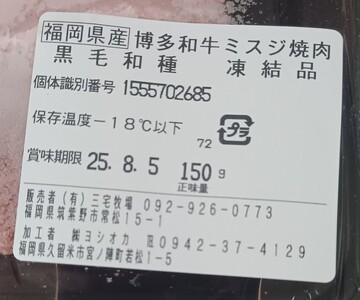 福岡県産 博多和牛ミスジ焼肉
黒毛和種 凍結品
個体識別番号 1555702685
保存温度-18℃以下 72 プラ
賞味期限 25.8.5 150g
正味量
販売者(有)三宅牧場 092-926-0773
福岡県筑紫野市常松15-1
加工者 ㈱ヨシオカ ℡0942-37-4129
福岡県久留米市宮ノ陣町若松1-5